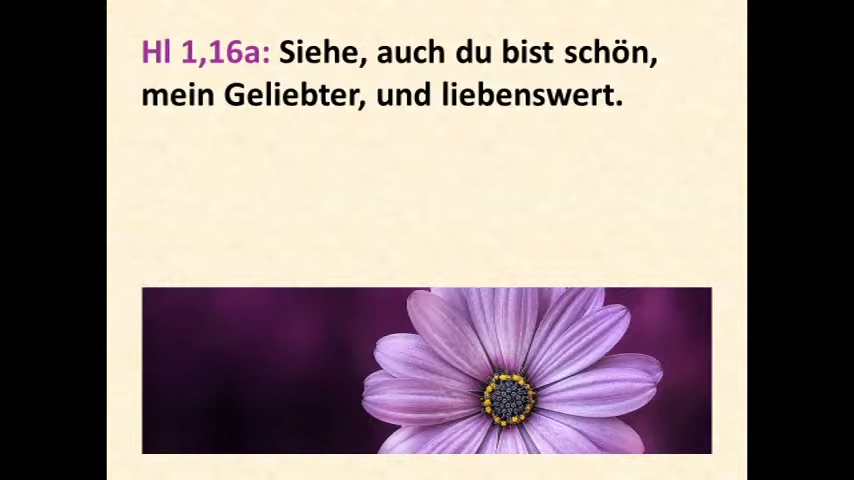 Hl 1,16a: Siehe, auch du bist schön,
mein Geliebter, und liebenswert.